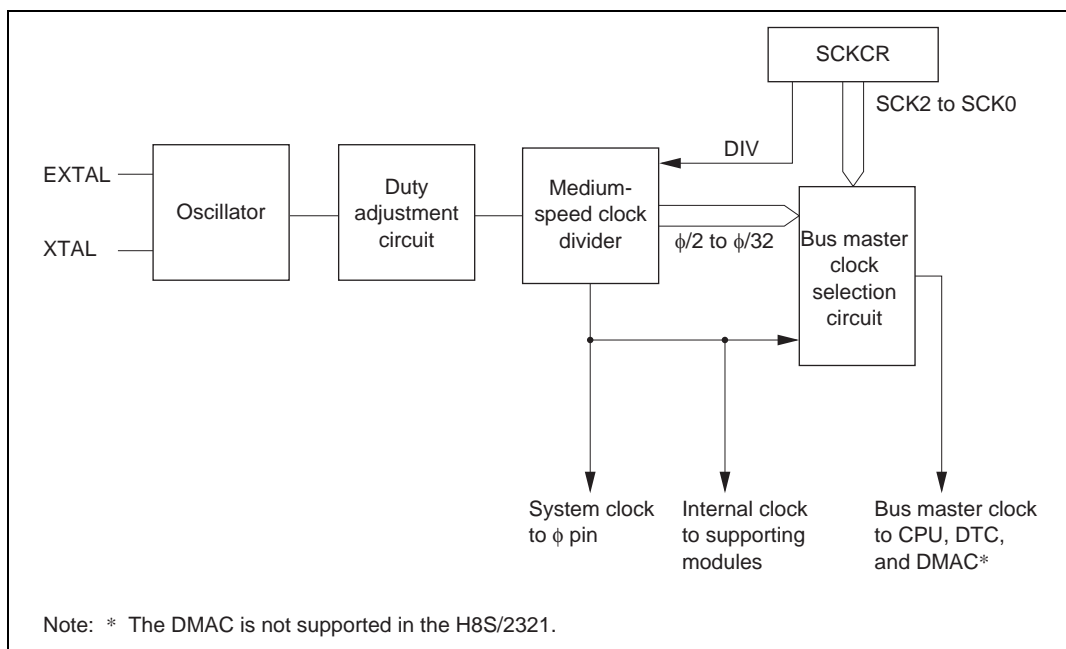 SCKCR
SCK2 to SCK0
DIV
EXTAL
XTAL
Oscillator
Duty
adjustment
circuit
Medium-
speed clock
divider
ϕ/2 to ϕ/32
Bus master
clock
selection
circuit
System clock
to ϕ pin
Internal clock
to supporting
modules
Bus master clock
to CPU, DTC,
and DMAC*
Note: * The DMAC is not supported in the H8S/2321.